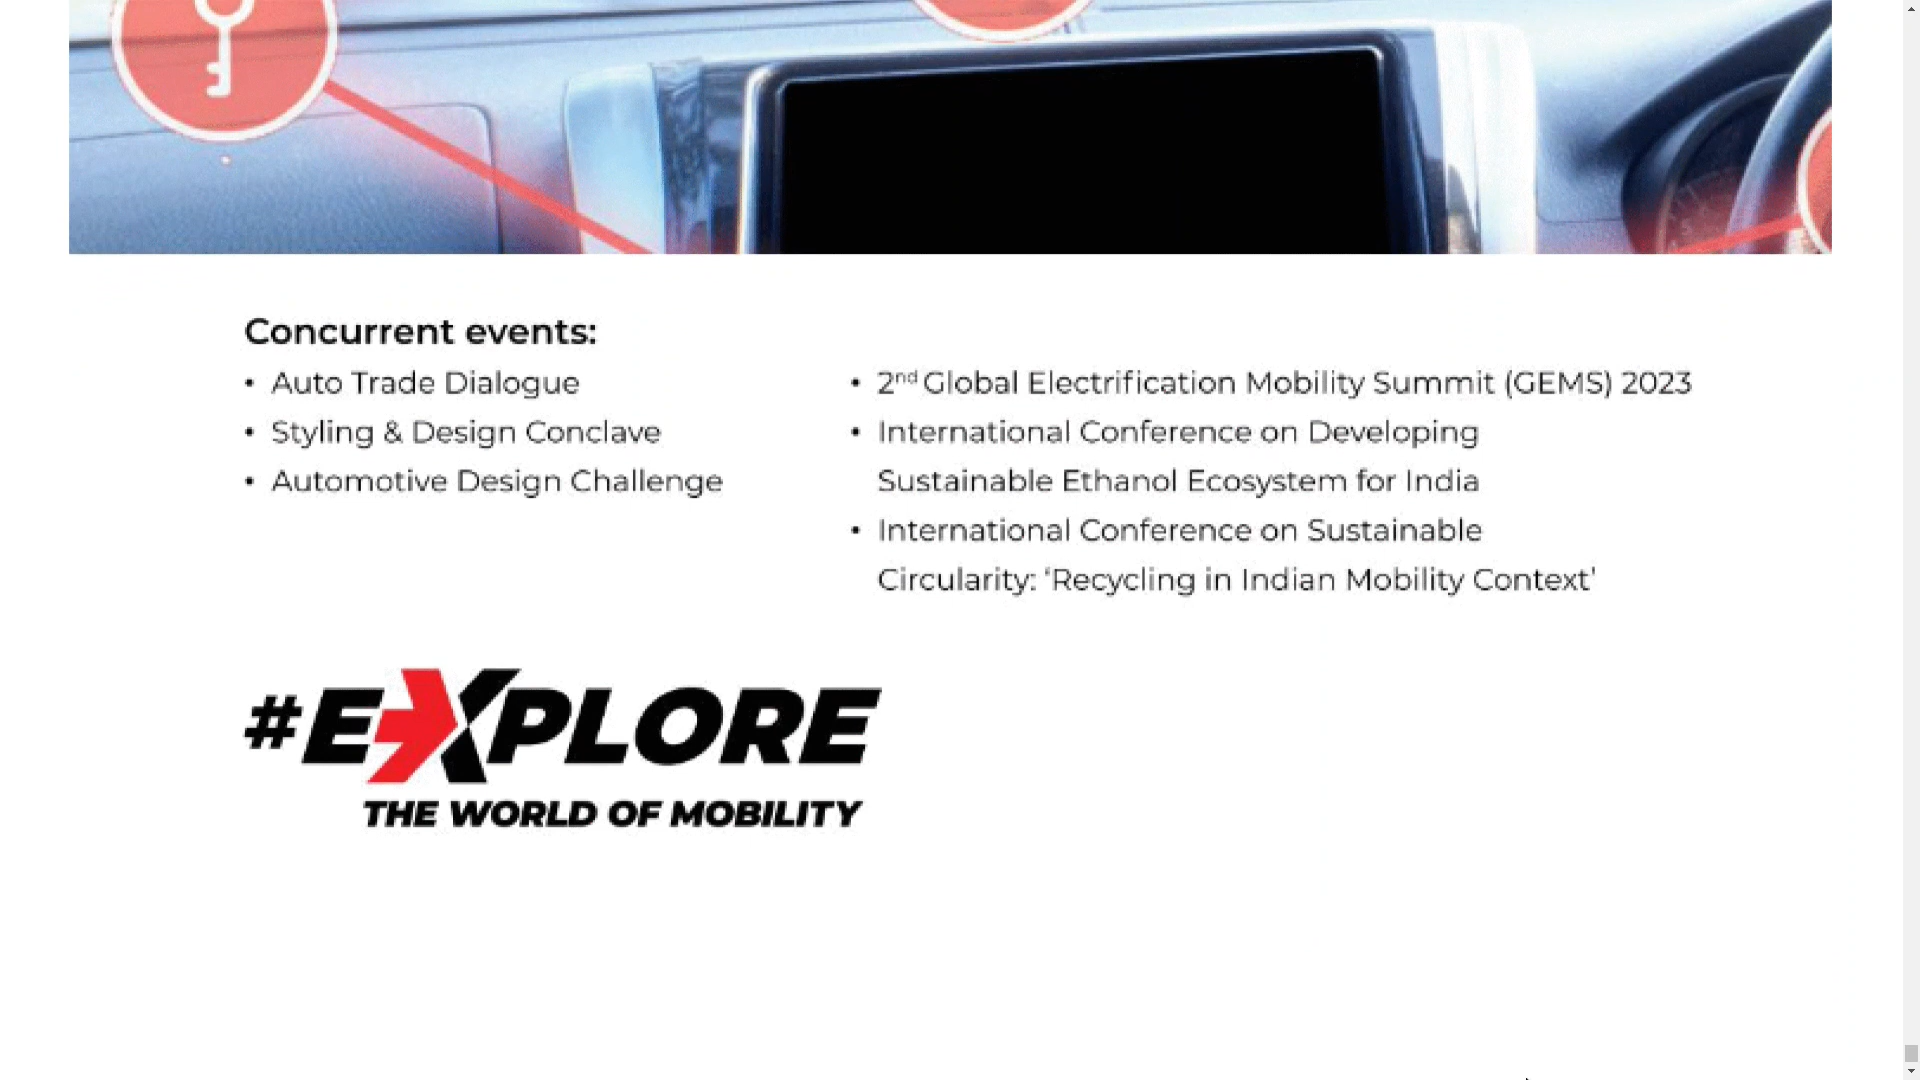 Concurrent events:
• Auto Trade Dialogue
• Styling & Design Conclave
• Automotive Design Challenge
• 2nd Global Electrification Mobility Summit (GEMS) 2023
• International Conference on Developing
Sustainable Ethanol Ecosystem for India
• International Conference on Sustainable
Circularity: ‘Recycling in Indian Mobility Context’
#EXPLORE
THE WORLD OF MOBILITY